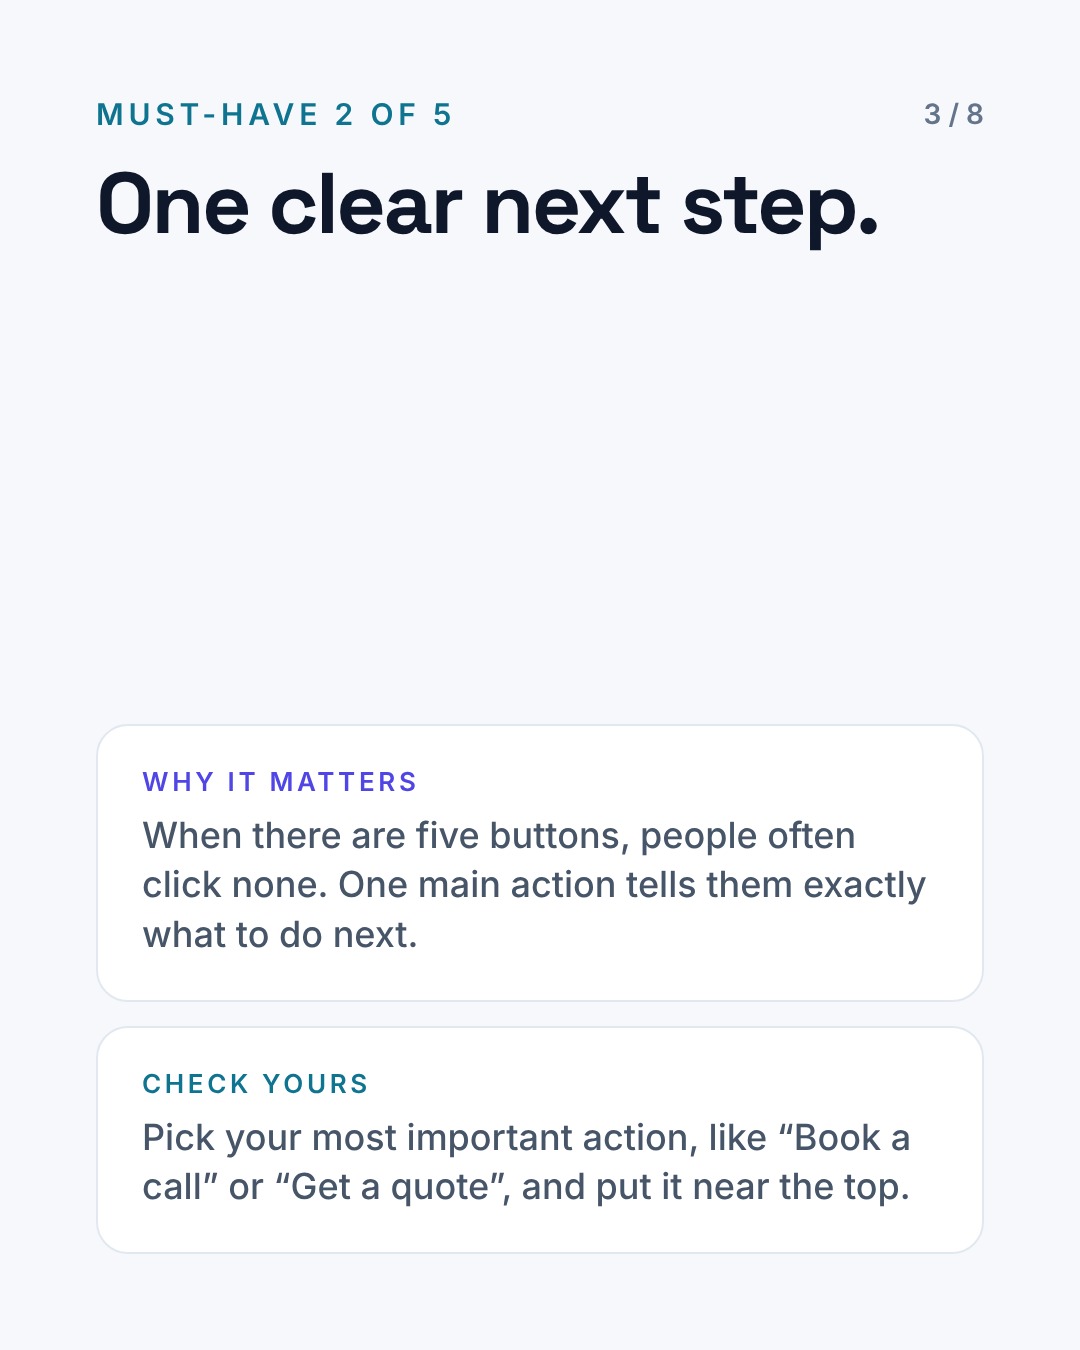 MUST-HAVE 2 OF 5
3 / 8
One clear next step.
WHY IT MATTERS
When there are five buttons, people often
click none. One main action tells them exactly
what to do next.
CHECK YOURS
Pick your most important action, like “Book a
call” or “Get a quote”, and put it near the top.